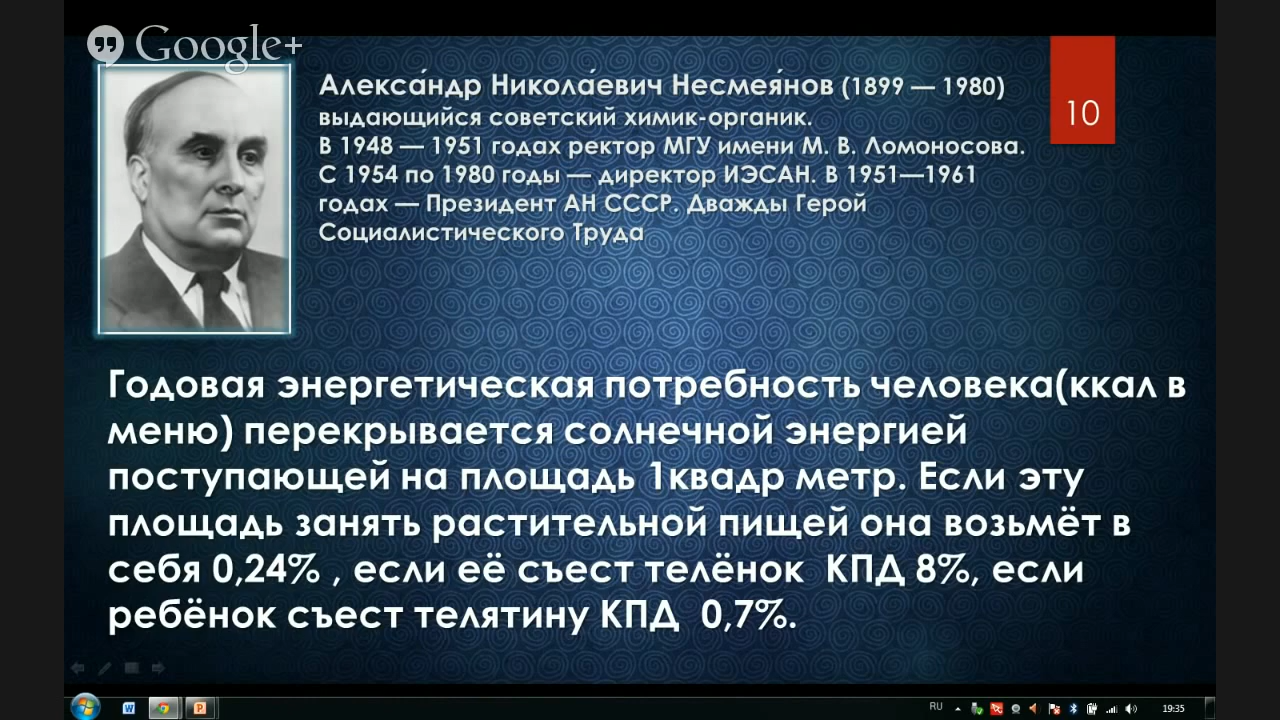 Google+
Алекса́ндр Никола́евич Несмея́нов (1899 — 1980)
выдающийся советский химик-органик.
В 1948 — 1951 годах ректор МГУ имени М. В. Ломоносова.
С 1954 по 1980 годы — директор ИЭСАН. В 1951—1961
годах — Президент АН СССР. Дважды Герой
Социалистического Труда
10
Годовая энергетическая потребность человека(ккал в
меню) перекрывается солнечной энергией
поступающей на площадь 1квадр метр. Если эту
площадь занять растительной пищей она возьмёт в
себя 0,24% , если её съест телёнок КПД 8%, если
ребёнок съест телятину КПД 0,7%.
RU
19:35